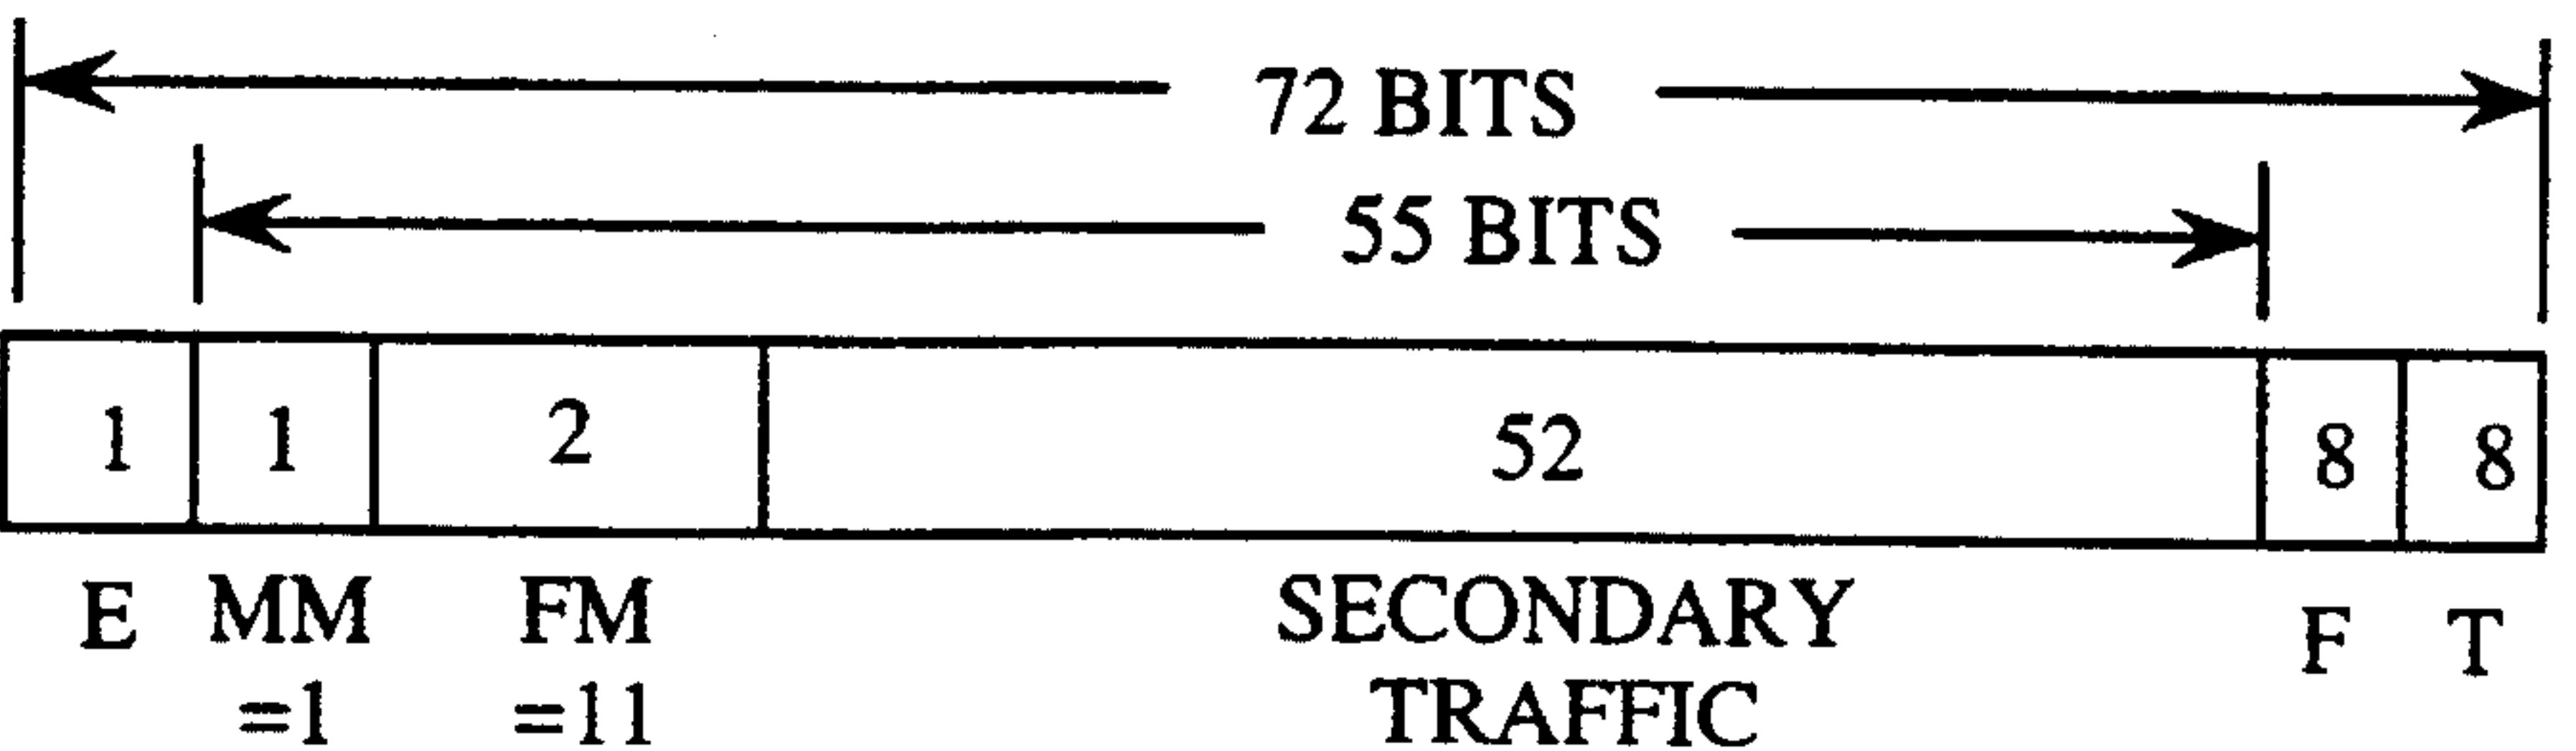 72 BITS
55 BITS
1 1 2 52 8 8
E MM FM SECONDARY F T
=1 =11 TRAFFIC